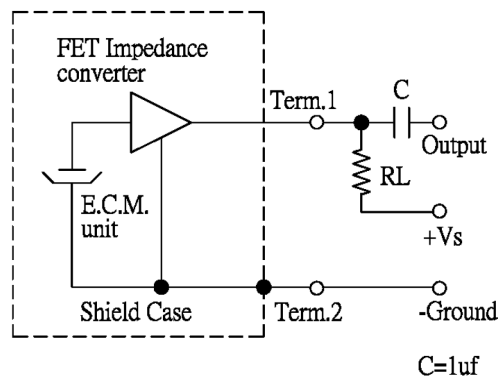 FET Impedance
converter
Term.1
C
Output
RL
+Vs
E.C.M.
unit
Shield Case
Term.2
-Ground
C=1uf